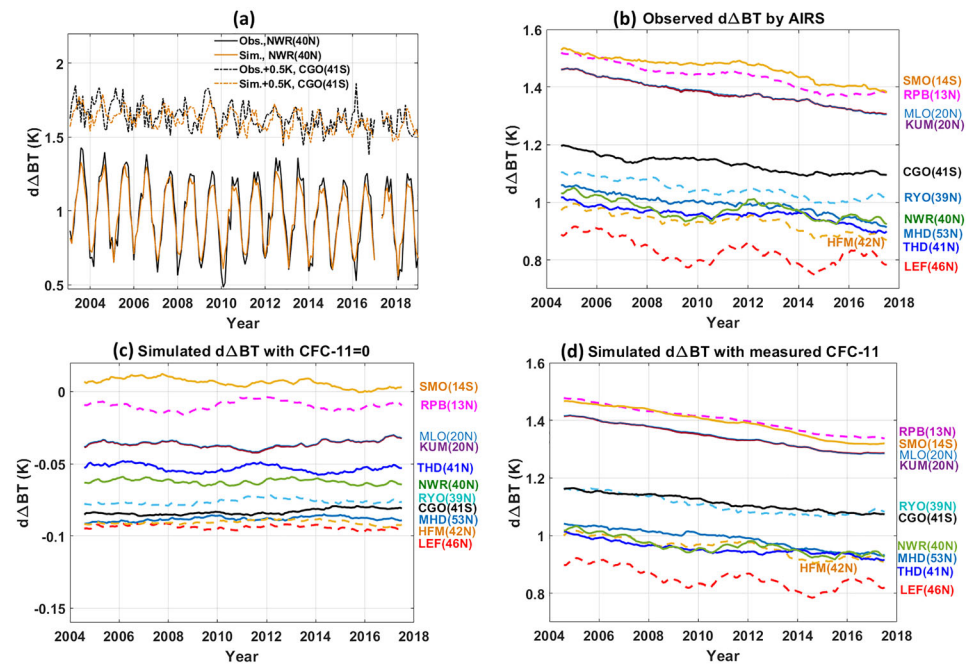 (a)
Obs.,NWR(40N)
Sim., NWR(40N)
Obs.+0.5K, CGO(41S)
Sim.+0.5K, CGO(41S)
2
1.5
1
0.5
dΔBT (K)
2004 2006 2008 2010 2012 2014 2016 2018
Year
(b) Observed dΔBT by AIRS
1.6
1.4
1.2
1
0.8
dΔBT (K)
SMO(14S)
RPB(13N)
MLO(20N)
KUM(20N)
CGO(41S)
RYO(39N)
NWR(40N)
MHD(53N)
HFM(42N)
THD(41N)
LEF(46N)
2004 2006 2008 2010 2012 2014 2016 2018
Year
(c) Simulated dΔBT with CFC-11=0
0
-0.05
-0.1
-0.15
dΔBT (K)
SMO(14S)
RPB(13N)
MLO(20N)
KUM(20N)
THD(41N)
NWR(40N)
RYO(39N)
CGO(41S)
MHD(53N)
HFM(42N)
LEF(46N)
2004 2006 2008 2010 2012 2014 2016 2018
Year
(d) Simulated dΔBT with measured CFC-11
1.6
1.4
1.2
1
0.8
dΔBT (K)
RPB(13N)
SMO(14S)
MLO(20N)
KUM(20N)
RYO(39N)
CGO(41S)
NWR(40N)
MHD(53N)
HFM(42N)
THD(41N)
LEF(46N)
2004 2006 2008 2010 2012 2014 2016 2018
Year